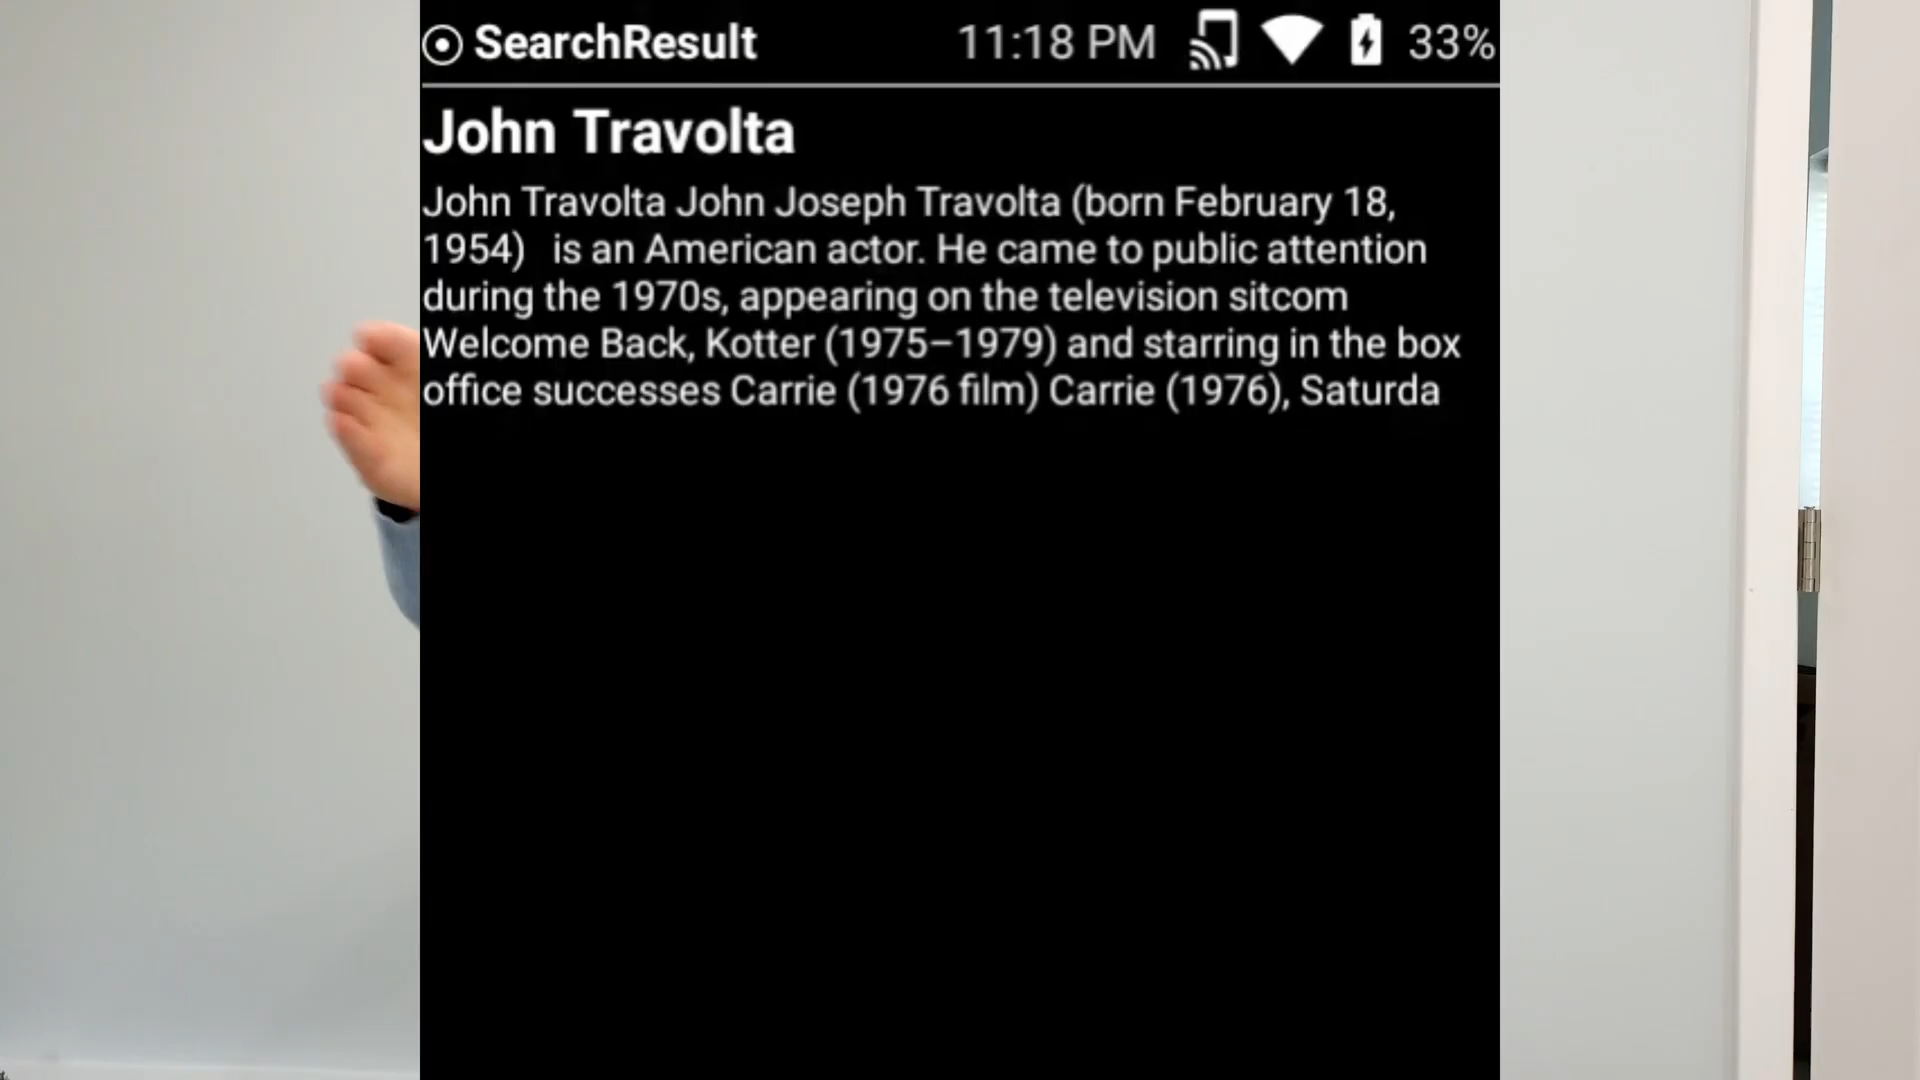 SearchResult 11:18 PM 33%
John Travolta
John Travolta John Joseph Travolta (born February 18,
1954) is an American actor. He came to public attention
during the 1970s, appearing on the television sitcom
Welcome Back, Kotter (1975–1979) and starring in the box
office successes Carrie (1976 film) Carrie (1976), Saturda